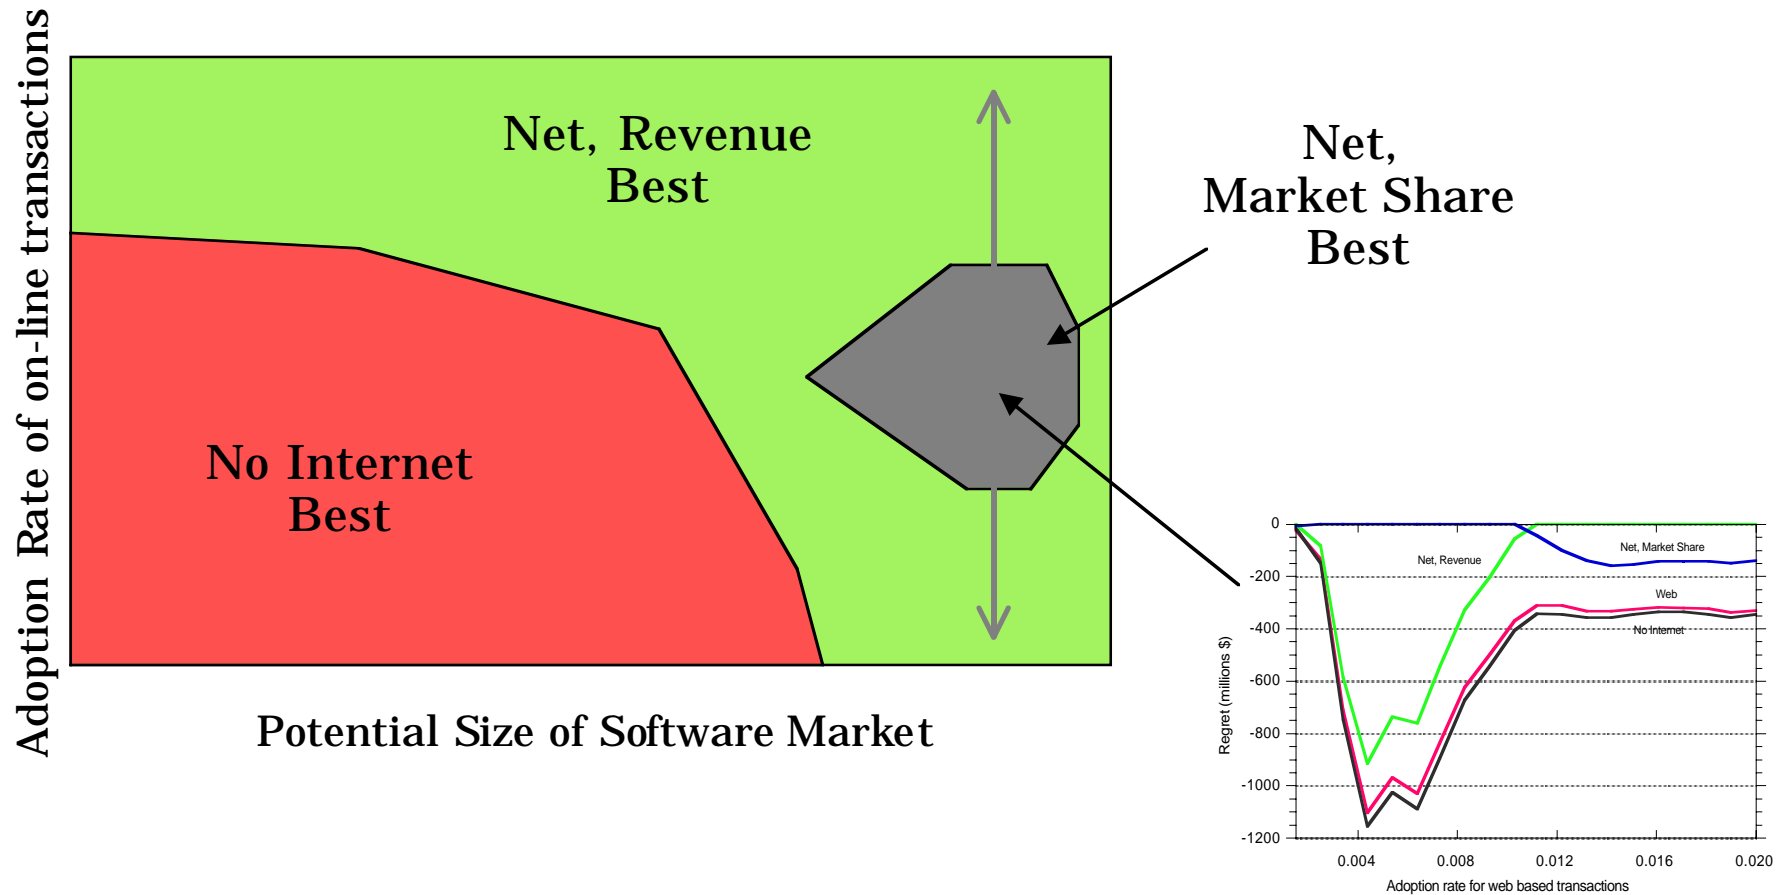 Adoption Rate of on-line transactions
Net, Revenue
Best
No Internet
Best
Potential Size of Software Market
Net,
Market Share
Best
Regret (millions $)
0
-200
-400
-600
-800
-1000
-1200
Net, Revenue
Net, Market Share
Web
No Internet
0.004
0.008
0.012
0.016
0.020
Adoption rate for web based transactions